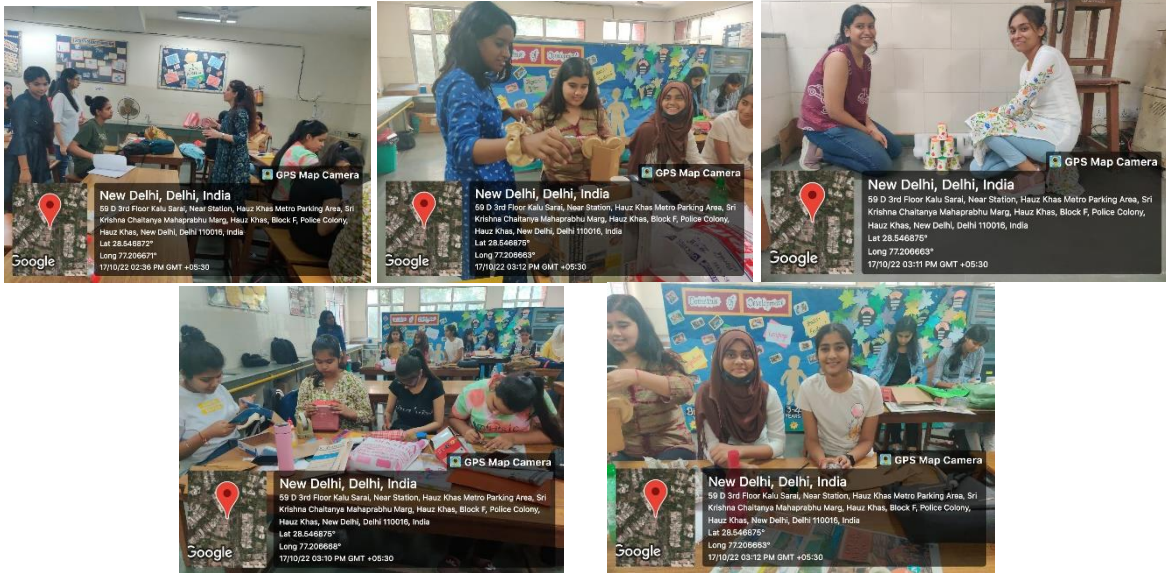 GPS Map Camera
New Delhi, Delhi, India
59 D 3rd Floor Kalu Sarai, Near Station, Hauz Khas Metro Parking Area, Sri
Krishna Chaitanya Mahaprabhu Marg, Hauz Khas, Block F, Police Colony,
Hauz Khas, New Delhi, Delhi 110016, India
Lat 28.546872°
Long 77.206671°
17/10/22 02:36 PM GMT +05:30
Google
GPS Map Camera
New Delhi, Delhi, India
59 D 3rd Floor Kalu Sarai, Near Station, Hauz Khas Metro Parking Area, Sri
Krishna Chaitanya Mahaprabhu Marg, Hauz Khas, Block F, Police Colony,
Hauz Khas, New Delhi, Delhi 110016, India
Lat 28.546875°
Long 77.206663°
17/10/22 03:12 PM GMT +05:30
Google
GPS Map Camera
New Delhi, Delhi, India
59 D 3rd Floor Kalu Sarai, Near Station, Hauz Khas Metro Parking Area, Sri
Krishna Chaitanya Mahaprabhu Marg, Hauz Khas, Block F, Police Colony,
Hauz Khas, New Delhi, Delhi 110016, India
Lat 28.546875°
Long 77.206663°
17/10/22 03:11 PM GMT +05:30
Google
GPS Map Camera
New Delhi, Delhi, India
59 D 3rd Floor Kalu Sarai, Near Station, Hauz Khas Metro Parking Area, Sri
Krishna Chaitanya Mahaprabhu Marg, Hauz Khas, Block F, Police Colony,
Hauz Khas, New Delhi, Delhi 110016, India
Lat 28.546875°
Long 77.206668°
17/10/22 03:10 PM GMT +05:30
Google
GPS Map Camera
New Delhi, Delhi, India
59 D 3rd Floor Kalu Sarai, Near Station, Hauz Khas Metro Parking Area, Sri
Krishna Chaitanya Mahaprabhu Marg, Hauz Khas, Block F, Police Colony,
Hauz Khas, New Delhi, Delhi 110016, India
Lat 28.546875°
Long 77.206663°
17/10/22 03:12 PM GMT +05:30
Google